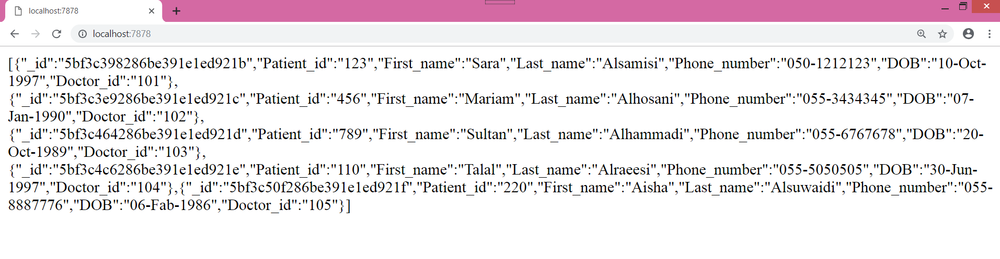 localhost:7878
localhost:7878
[{"_id":"5bf3c398286be391e1ed921b","Patient_id":"123","First_name":"Sara","Last_name":"Alsamisi","Phone_number":"050-1212123","DOB":"10-Oct-
1997","Doctor_id":"101"},
{"_id":"5bf3c3e9286be391e1ed921c","Patient_id":"456","First_name":"Mariam","Last_name":"Alhosani","Phone_number":"055-3434345","DOB":"07-
Jan-1990","Doctor_id":"102"},
{"_id":"5bf3c464286be391e1ed921d","Patient_id":"789","First_name":"Sultan","Last_name":"Alhammadi","Phone_number":"055-6767678","DOB":"20-
Oct-1989","Doctor_id":"103"},
{"_id":"5bf3c4c6286be391e1ed921e","Patient_id":"110","First_name":"Talal","Last_name":"Alraeesi","Phone_number":"055-5050505","DOB":"30-Jun-
1997","Doctor_id":"104"},{"_id":"5bf3c50f286be391e1ed921f","Patient_id":"220","First_name":"Aisha","Last_name":"Alsuwaidi","Phone_number":"055-
8887776","DOB":"06-Fab-1986","Doctor_id":"105"}]